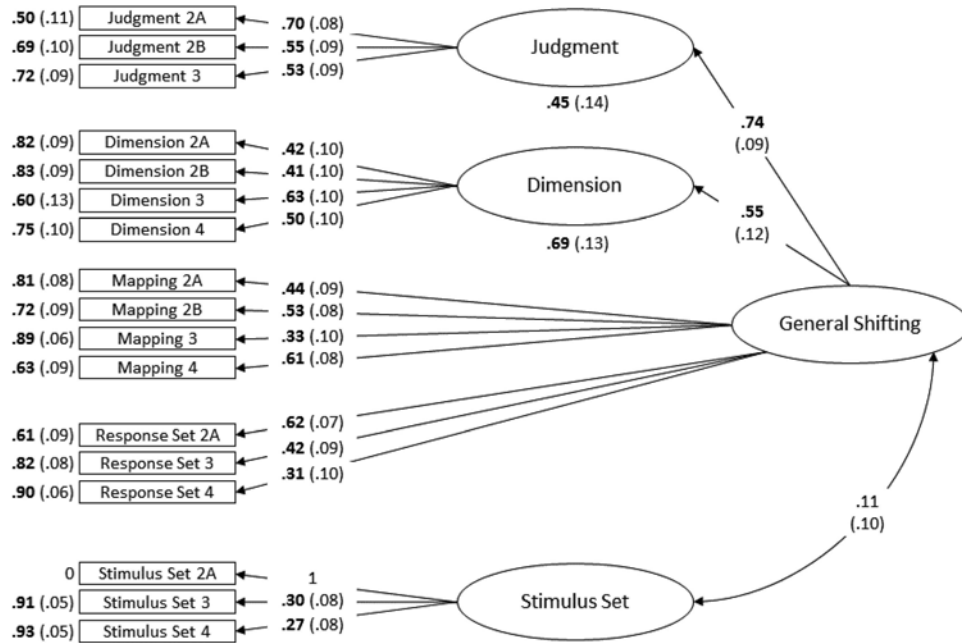 .50 (.11) Judgment 2A .70 (.08)
.69 (.10) Judgment 2B .55 (.09)
.72 (.09) Judgment 3 .53 (.09)
Judgment
.45 (.14)
.74
(.09)
.82 (.09) Dimension 2A .42 (.10)
.83 (.09) Dimension 2B .41 (.10)
.60 (.13) Dimension 3 .63 (.10)
.75 (.10) Dimension 4 .50 (.10)
Dimension
.69 (.13)
.55
(.12)
.81 (.08) Mapping 2A .44 (.09)
.72 (.09) Mapping 2B .53 (.08)
.89 (.06) Mapping 3 .33 (.10)
.63 (.09) Mapping 4 .61 (.08)
General Shifting
.61 (.09) Response Set 2A .62 (.07)
.82 (.08) Response Set 3 .42 (.09)
.90 (.06) Response Set 4 .31 (.10)
.11
(.10)
0 Stimulus Set 2A 1
.91 (.05) Stimulus Set 3 .30 (.08)
.93 (.05) Stimulus Set 4 .27 (.08)
Stimulus Set